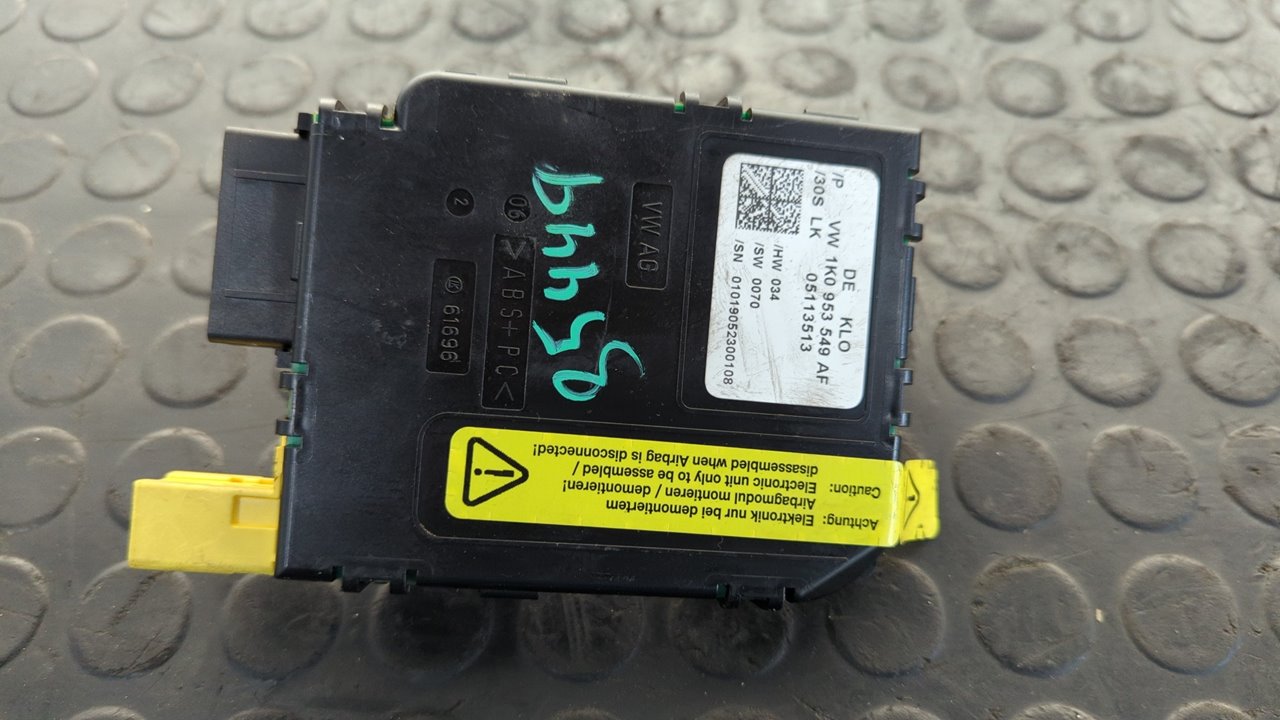 DE KLO
/P VW 1K0 953 549 AF
/30S LK 05113513
/HW 034
/SW 0070
/SN 01019052300108
VW AG
06
>ABS+PC<
2
61696
Achtung: Elektronik nur bei demontiertem
Airbagmodul montieren / demontieren!
Caution: Electronic unit only to be assembled /
disassembled when Airbag is disconnected!